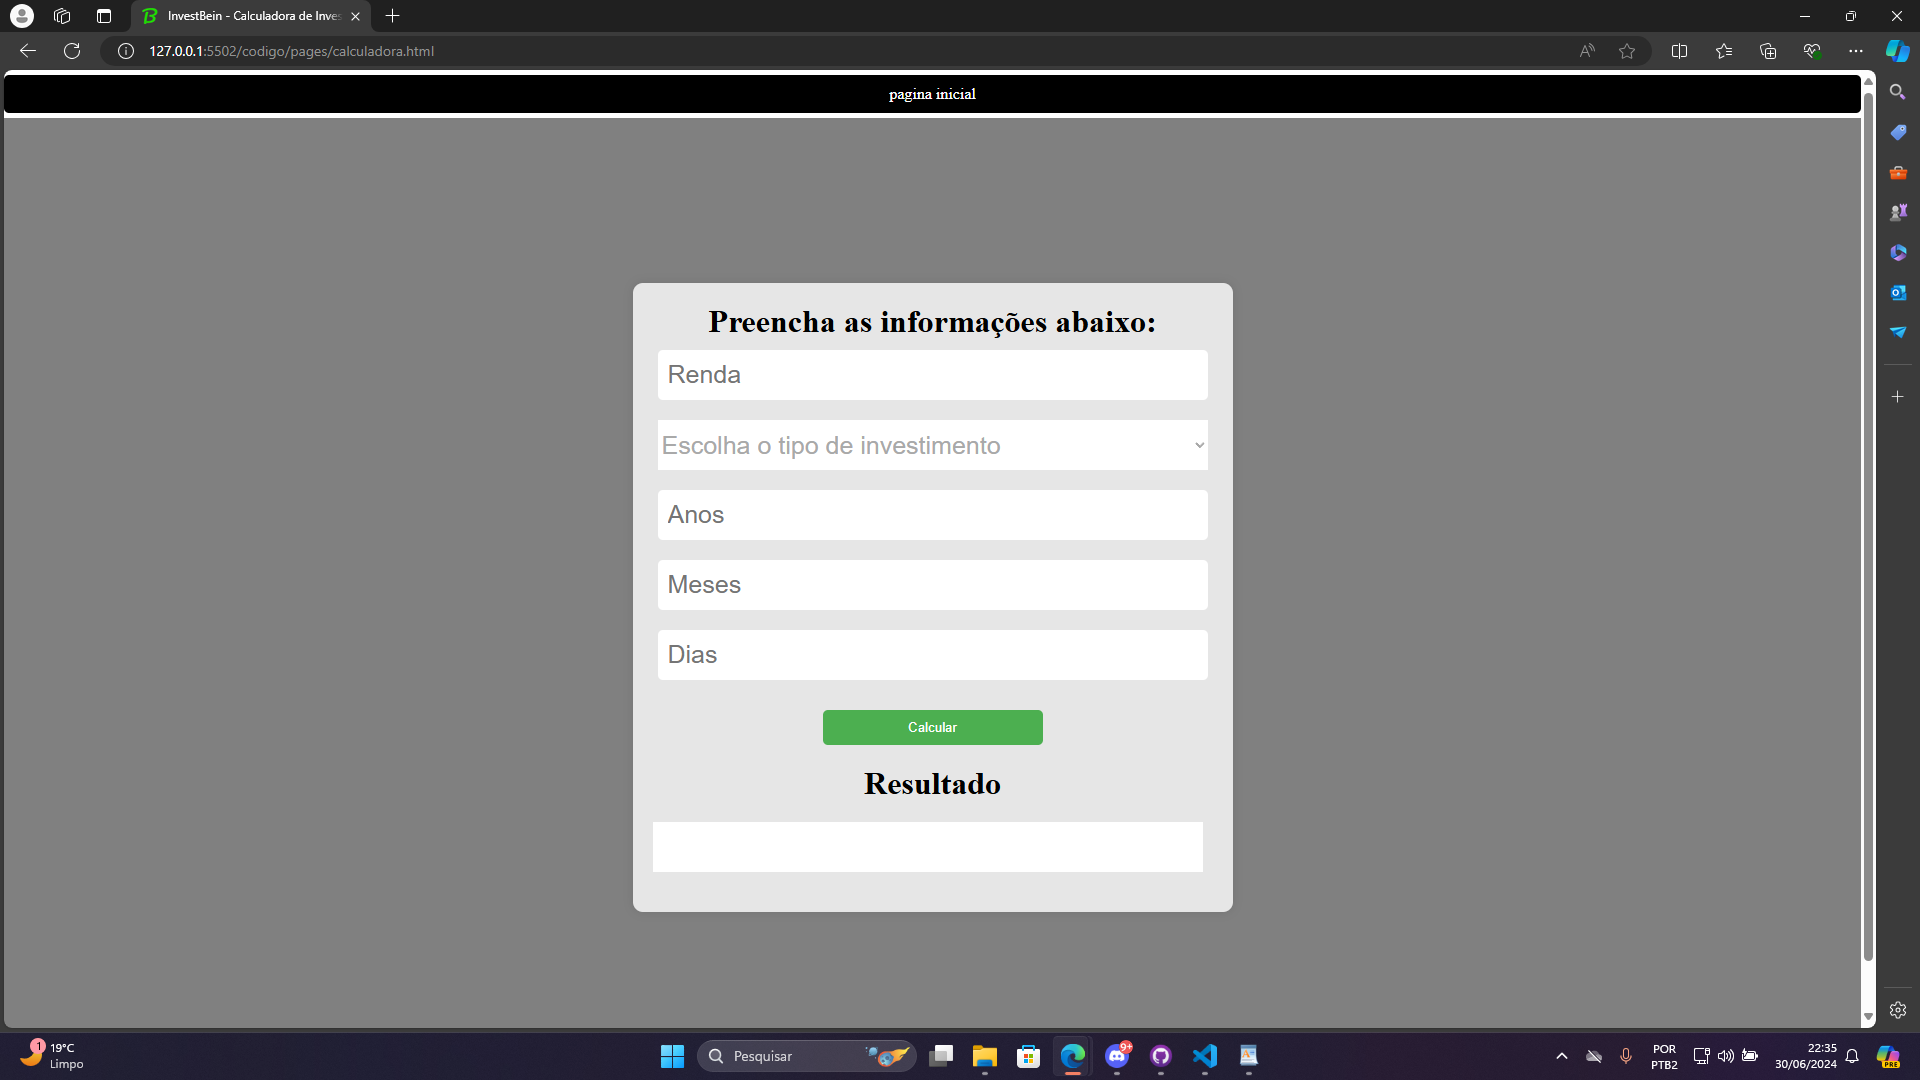 InvestBein - Calculadora de Inves
127.0.0.1:5502/codigo/pages/calculadora.html
pagina inicial
Preencha as informações abaixo:
Renda
Escolha o tipo de investimento
Anos
Meses
Dias
Calcular
Resultado
1
19°C
Limpo
Pesquisar
9+
POR
PTB2
22:35
30/06/2024
PRE